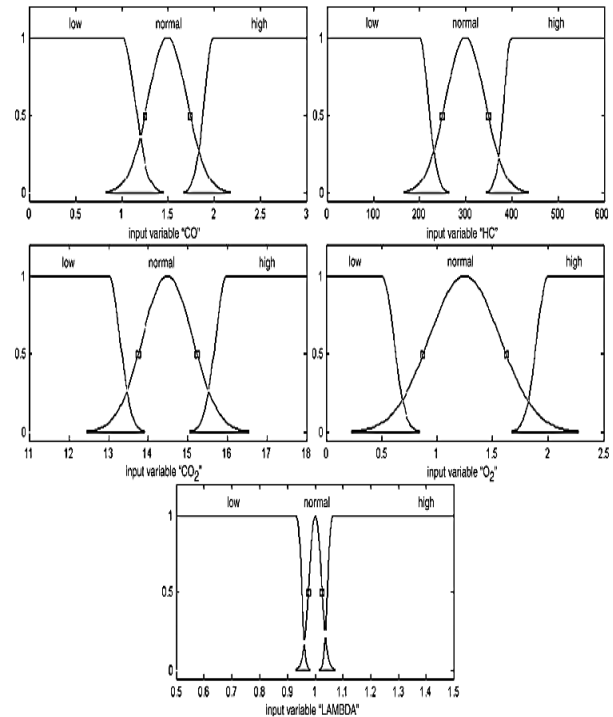 low normal high
1
0.5
0
0 0.5 1 1.5 2 2.5 3
input variable "CO"
low normal high
1
0.5
0
0 100 200 300 400 500 600
input variable "HC"
low normal high
1
0.5
0
11 12 13 14 15 16 17 18
input variable "CO2"
low normal high
1
0.5
0
0 0.5 1 1.5 2 2.5
input variable "O2"
low normal high
1
0.5
0
0.5 0.6 0.7 0.8 0.9 1 1.1 1.2 1.3 1.4 1.5
input variable "LAMBDA"